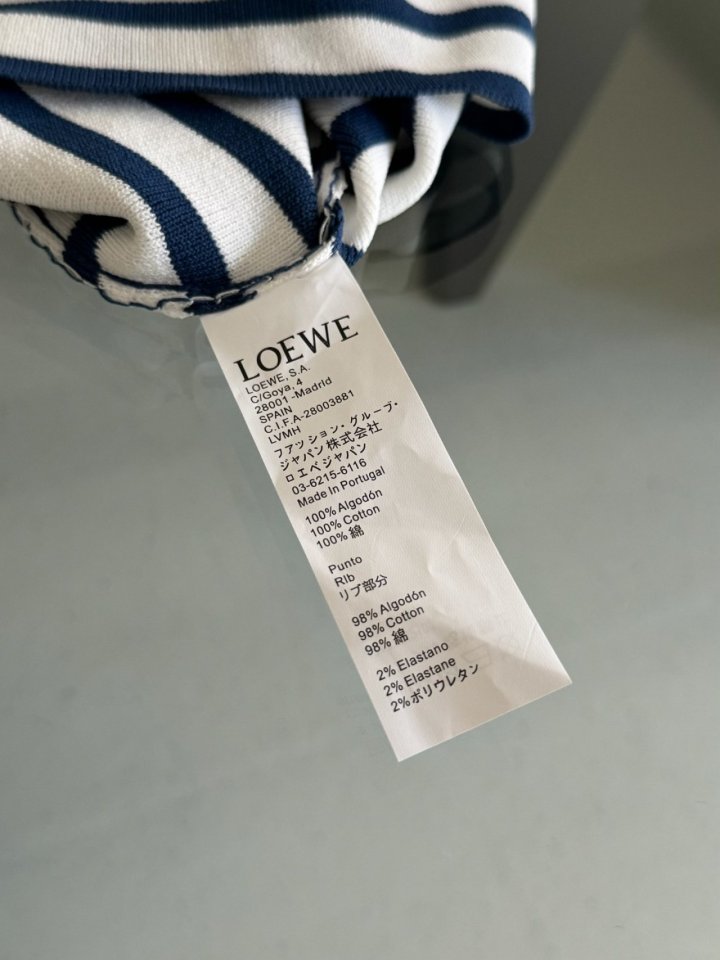 LOEWE
LOEWE, S.A.
C/Goya, 4
28001 -Madrid
SPAIN
C.I.F.A-28003881
LVMH
ファッション・グループ・
ジャパン株式会社
ロエベジャパン
03-6215-6116
Made In Portugal
100% Algodón
100% Cotton
100% 綿
Punto
Rib
リブ部分
98% Algodón
98% Cotton
98% 綿
2% Elastano
2% Elastane
2%ポリウレタン